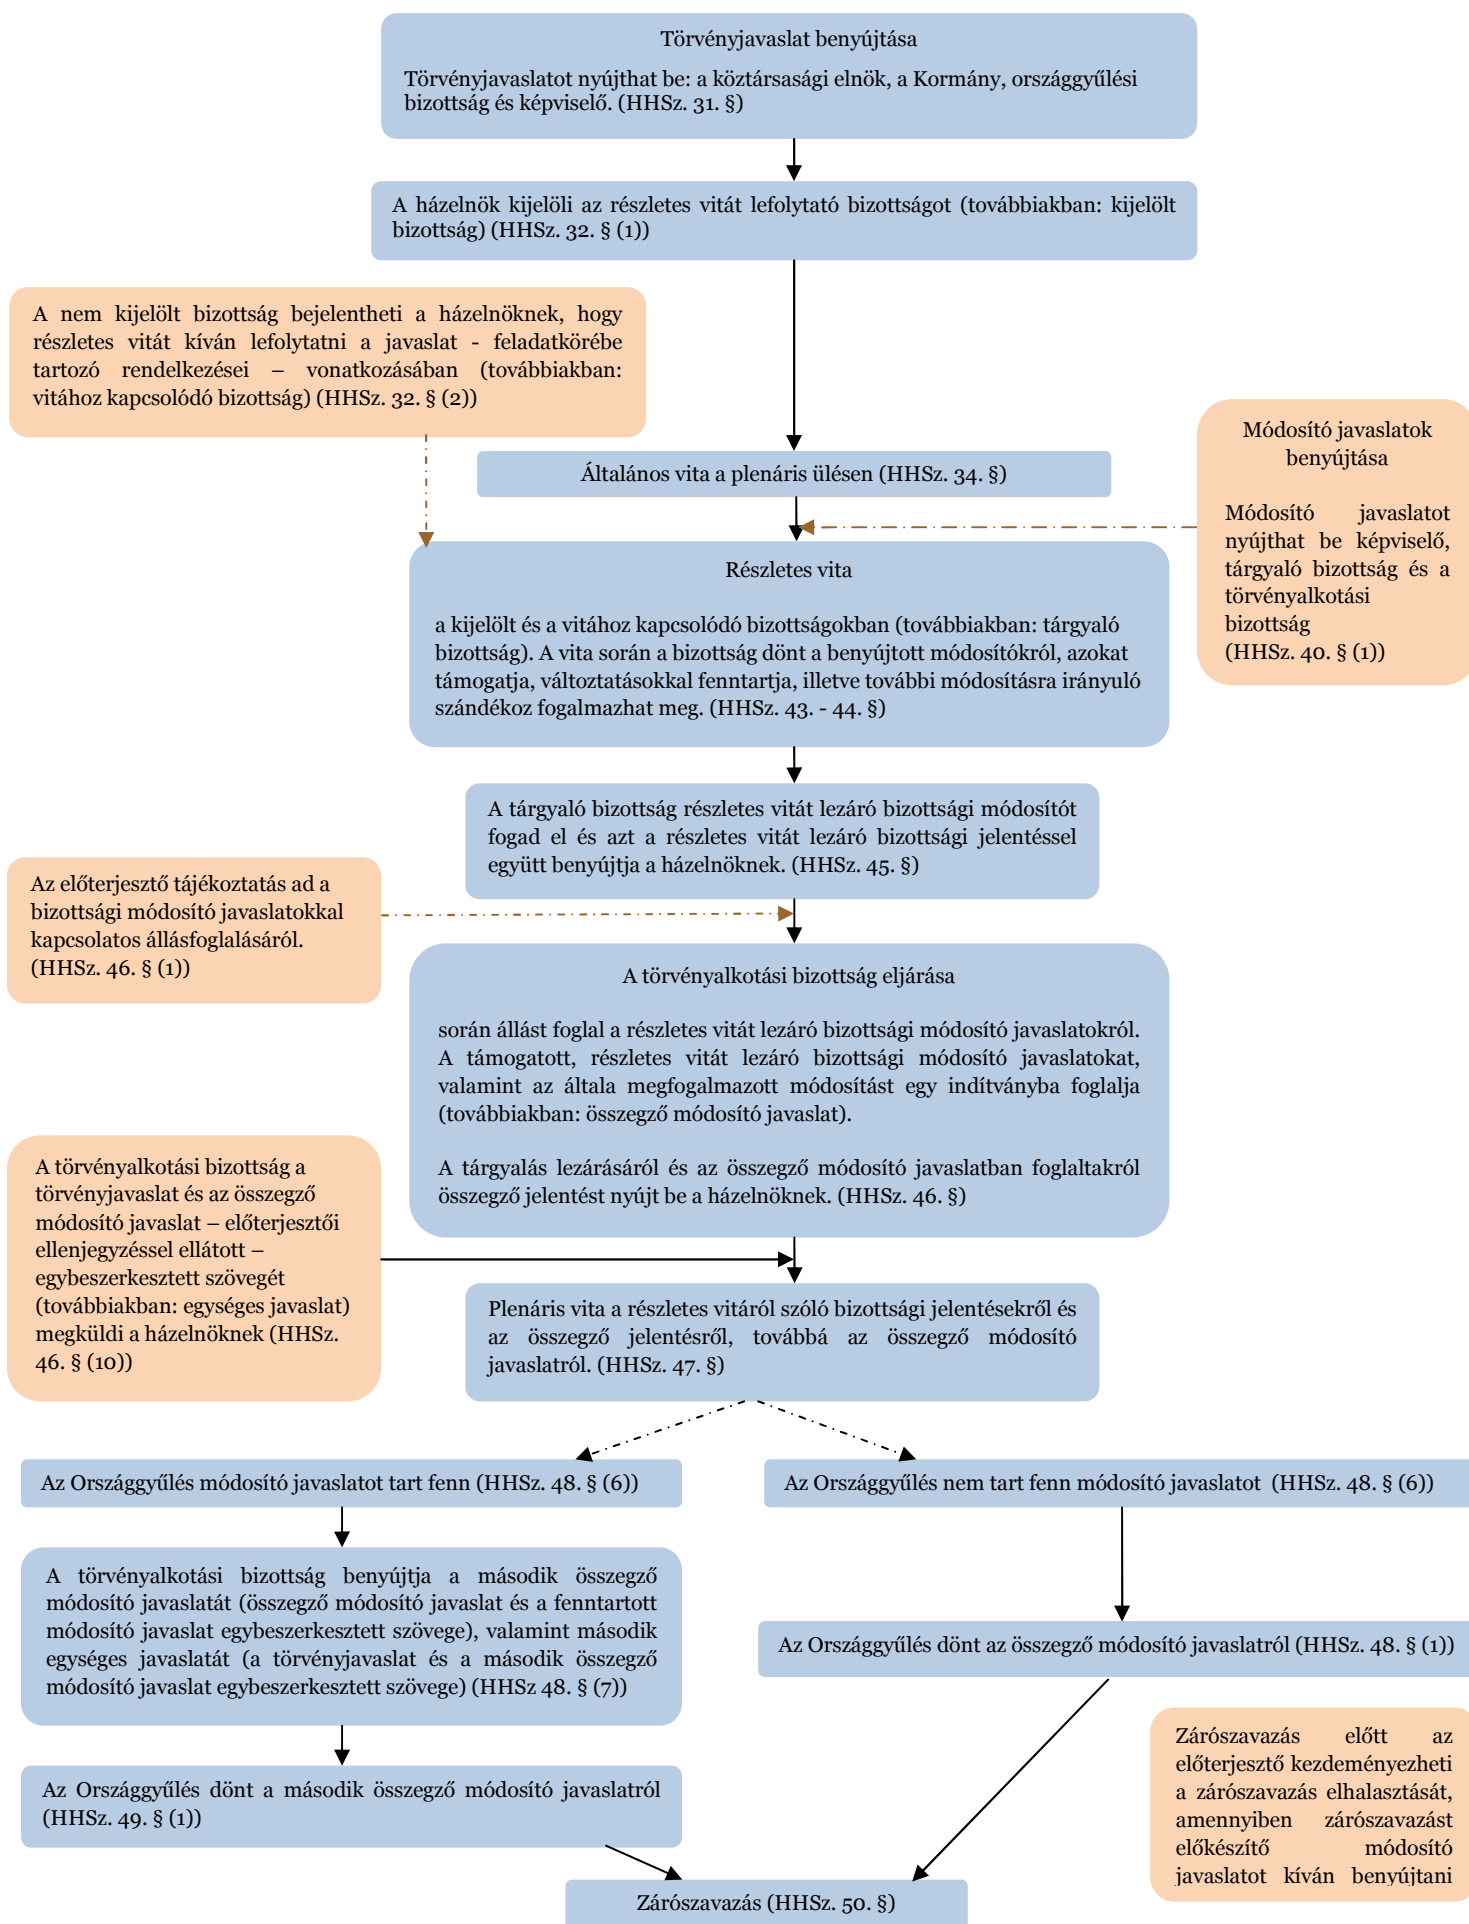 Törvényjavaslat benyújtása
Törvényjavaslatot nyújthat be: a köztársasági elnök, a Kormány, országgyűlési
bizottság és képviselő. (HHSz. 31. §)
A házelnök kijelöli az részletes vitát lefolytató bizottságot (továbbiakban: kijelölt
bizottság) (HHSz. 32. § (1))
A nem kijelölt bizottság bejelentheti a házelnöknek, hogy
részletes vitát kíván lefolytatni a javaslat - feladatkörébe
tartozó rendelkezései – vonatkozásában (továbbiakban:
vitához kapcsolódó bizottság) (HHSz. 32. § (2))
Általános vita a plenáris ülésen (HHSz. 34. §)
Módosító javaslatok
benyújtása
Módosító javaslatot
nyújthat be képviselő,
tárgyaló bizottság és a
törvényalkotási
bizottság
(HHSz. 40. § (1))
Részletes vita
a kijelölt és a vitához kapcsolódó bizottságokban (továbbiakban: tárgyaló
bizottság). A vita során a bizottság dönt a benyújtott módosítókról, azokat
támogatja, változtatásokkal fenntartja, illetve további módosításra irányuló
szándékoz fogalmazhat meg. (HHSz. 43. - 44. §)
A tárgyaló bizottság részletes vitát lezáró bizottsági módosítót
fogad el és azt a részletes vitát lezáró bizottsági jelentéssel
együtt benyújtja a házelnöknek. (HHSz. 45. §)
Az előterjesztő tájékoztatás ad a
bizottsági módosító javaslatokkal
kapcsolatos állásfoglalásáról.
(HHSz. 46. § (1))
A törvényalkotási bizottság eljárása
során állást foglal a részletes vitát lezáró bizottsági módosító javaslatokról.
A támogatott, részletes vitát lezáró bizottsági módosító javaslatokat,
valamint az általa megfogalmazott módosítást egy indítványba foglalja
(továbbiakban: összegző módosító javaslat).
A tárgyalás lezárásáról és az összegző módosító javaslatban foglaltakról
összegző jelentést nyújt be a házelnöknek. (HHSz. 46. §)
A törvényalkotási bizottság a
törvényjavaslat és az összegző
módosító javaslat – előterjesztői
ellenjegyzéssel ellátott –
egybeszerkesztett szövegét
(továbbiakban: egységes javaslat)
megküldi a házelnöknek (HHSz.
46. § (10))
Plenáris vita a részletes vitáról szóló bizottsági jelentésekről és
az összegző jelentésről, továbbá az összegző módosító
javaslatról. (HHSz. 47. §)
Az Országgyűlés módosító javaslatot tart fenn (HHSz. 48. § (6))
Az Országgyűlés nem tart fenn módosító javaslatot (HHSz. 48. § (6))
A törvényalkotási bizottság benyújtja a második összegző
módosító javaslatát (összegző módosító javaslat és a fenntartott
módosító javaslat egybeszerkesztett szövege), valamint második
egységes javaslatát (a törvényjavaslat és a második összegző
módosító javaslat egybeszerkesztett szövege) (HHSz 48. § (7))
Az Országgyűlés dönt az összegző módosító javaslatról (HHSz. 48. § (1))
Az Országgyűlés dönt a második összegző módosító javaslatról
(HHSz. 49. § (1))
Zárószavazás előtt az
előterjesztő kezdeményezheti
a zárószavazás elhalasztását,
amennyiben zárószavazást
előkészítő módosító
javaslatot kíván benyújtani
Zárószavazás (HHSz. 50. §)